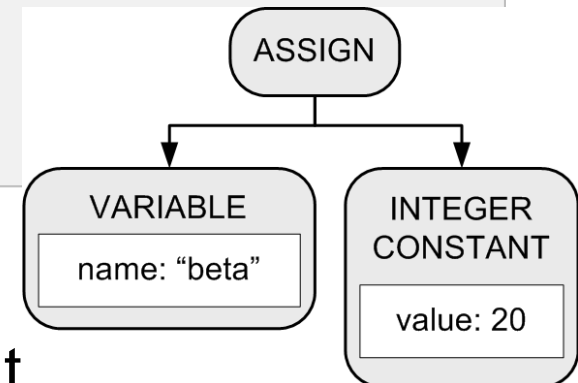 ASSIGN
VARIABLE
name: “beta”
INTEGER
CONSTANT
value: 20
t